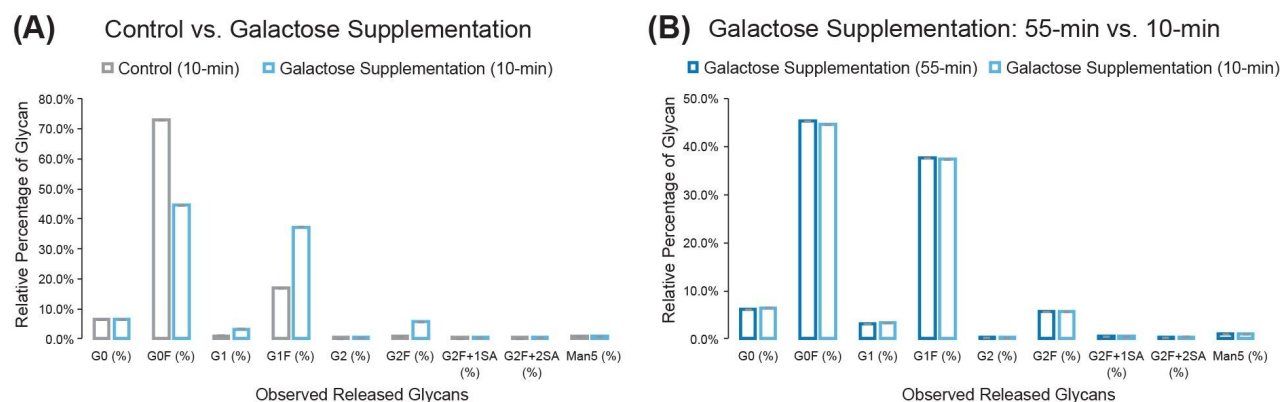 (A) Control vs. Galactose Supplementation
Control (10-min) Galactose Supplementation (10-min)
Relative Percentage of Glycan
80.0%
70.0%
60.0%
50.0%
40.0%
30.0%
20.0%
10.0%
0.0%
G0 (%) G0F (%) G1 (%) G1F (%) G2 (%) G2F (%) G2F+1SA G2F+2SA Man5 (%)
(%) (%)
Observed Released Glycans
(B) Galactose Supplementation: 55-min vs. 10-min
Galactose Supplementation (55-min) Galactose Supplementation (10-min)
Relative Percentage of Glycan
50.0%
40.0%
30.0%
20.0%
10.0%
0.0%
G0 (%) G0F (%) G1 (%) G1F (%) G2 (%) G2F (%) G2F+1SA G2F+2SA Man5 (%)
(%) (%)
Observed Released Glycans